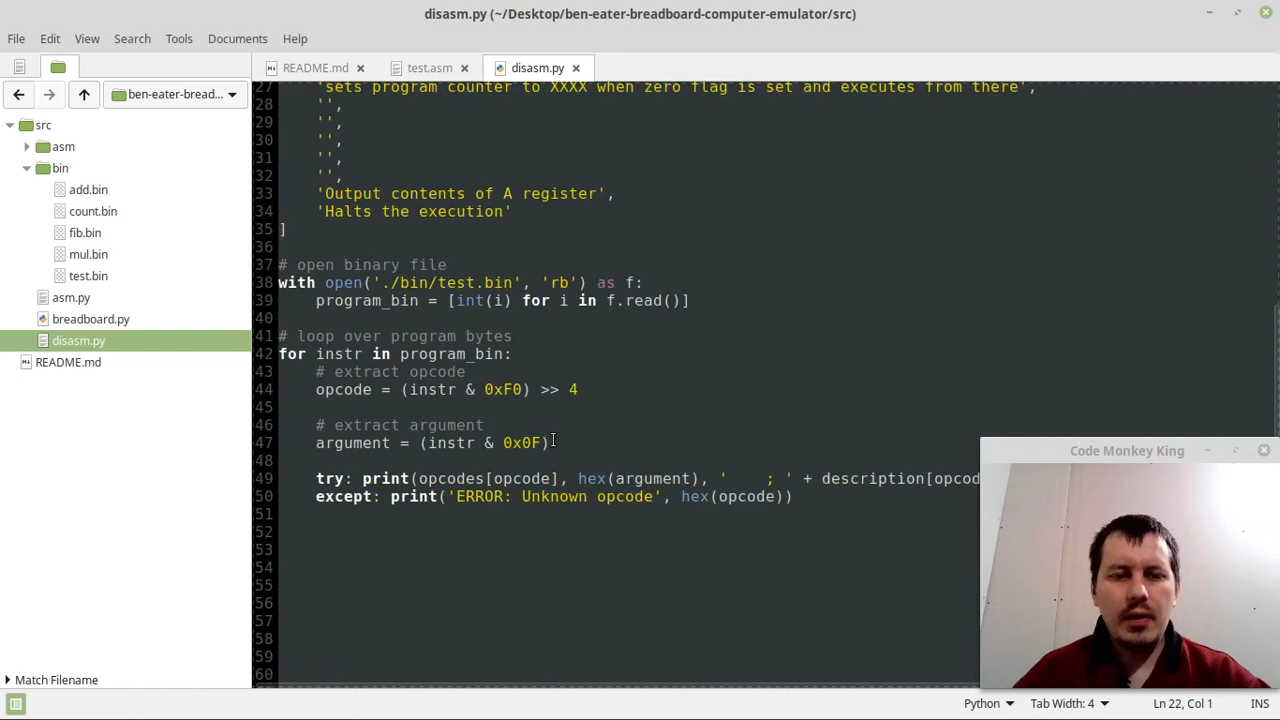 disasm.py (~/Desktop/ben-eater-breadboard-computer-emulator/src)
File Edit View Search Tools Documents Help
README.md test.asm disasm.py
ben-eater-bread...
src
asm
bin
add.bin
count.bin
fib.bin
mul.bin
test.bin
asm.py
breadboard.py
disasm.py
README.md
Match Filename
27 'sets program counter to XXXX when zero flag is set and executes from there',
28 '',
29 '',
30 '',
31 '',
32 '',
33 'Output contents of A register',
34 'Halts the execution'
35 ]
36
37 # open binary file
38 with open('./bin/test.bin', 'rb') as f:
39 program_bin = [int(i) for i in f.read()]
40
41 # loop over program bytes
42 for instr in program_bin:
43 # extract opcode
44 opcode = (instr & 0xF0) >> 4
45
46 # extract argument
47 argument = (instr & 0x0F)
48
49 try: print(opcodes[opcode], hex(argument), ' ; ' + description[opcod
50 except: print('ERROR: Unknown opcode', hex(opcode))
51
52
53
54
55
56
57
58
59
60
Code Monkey King
Python Tab Width: 4 Ln 22, Col 1 INS